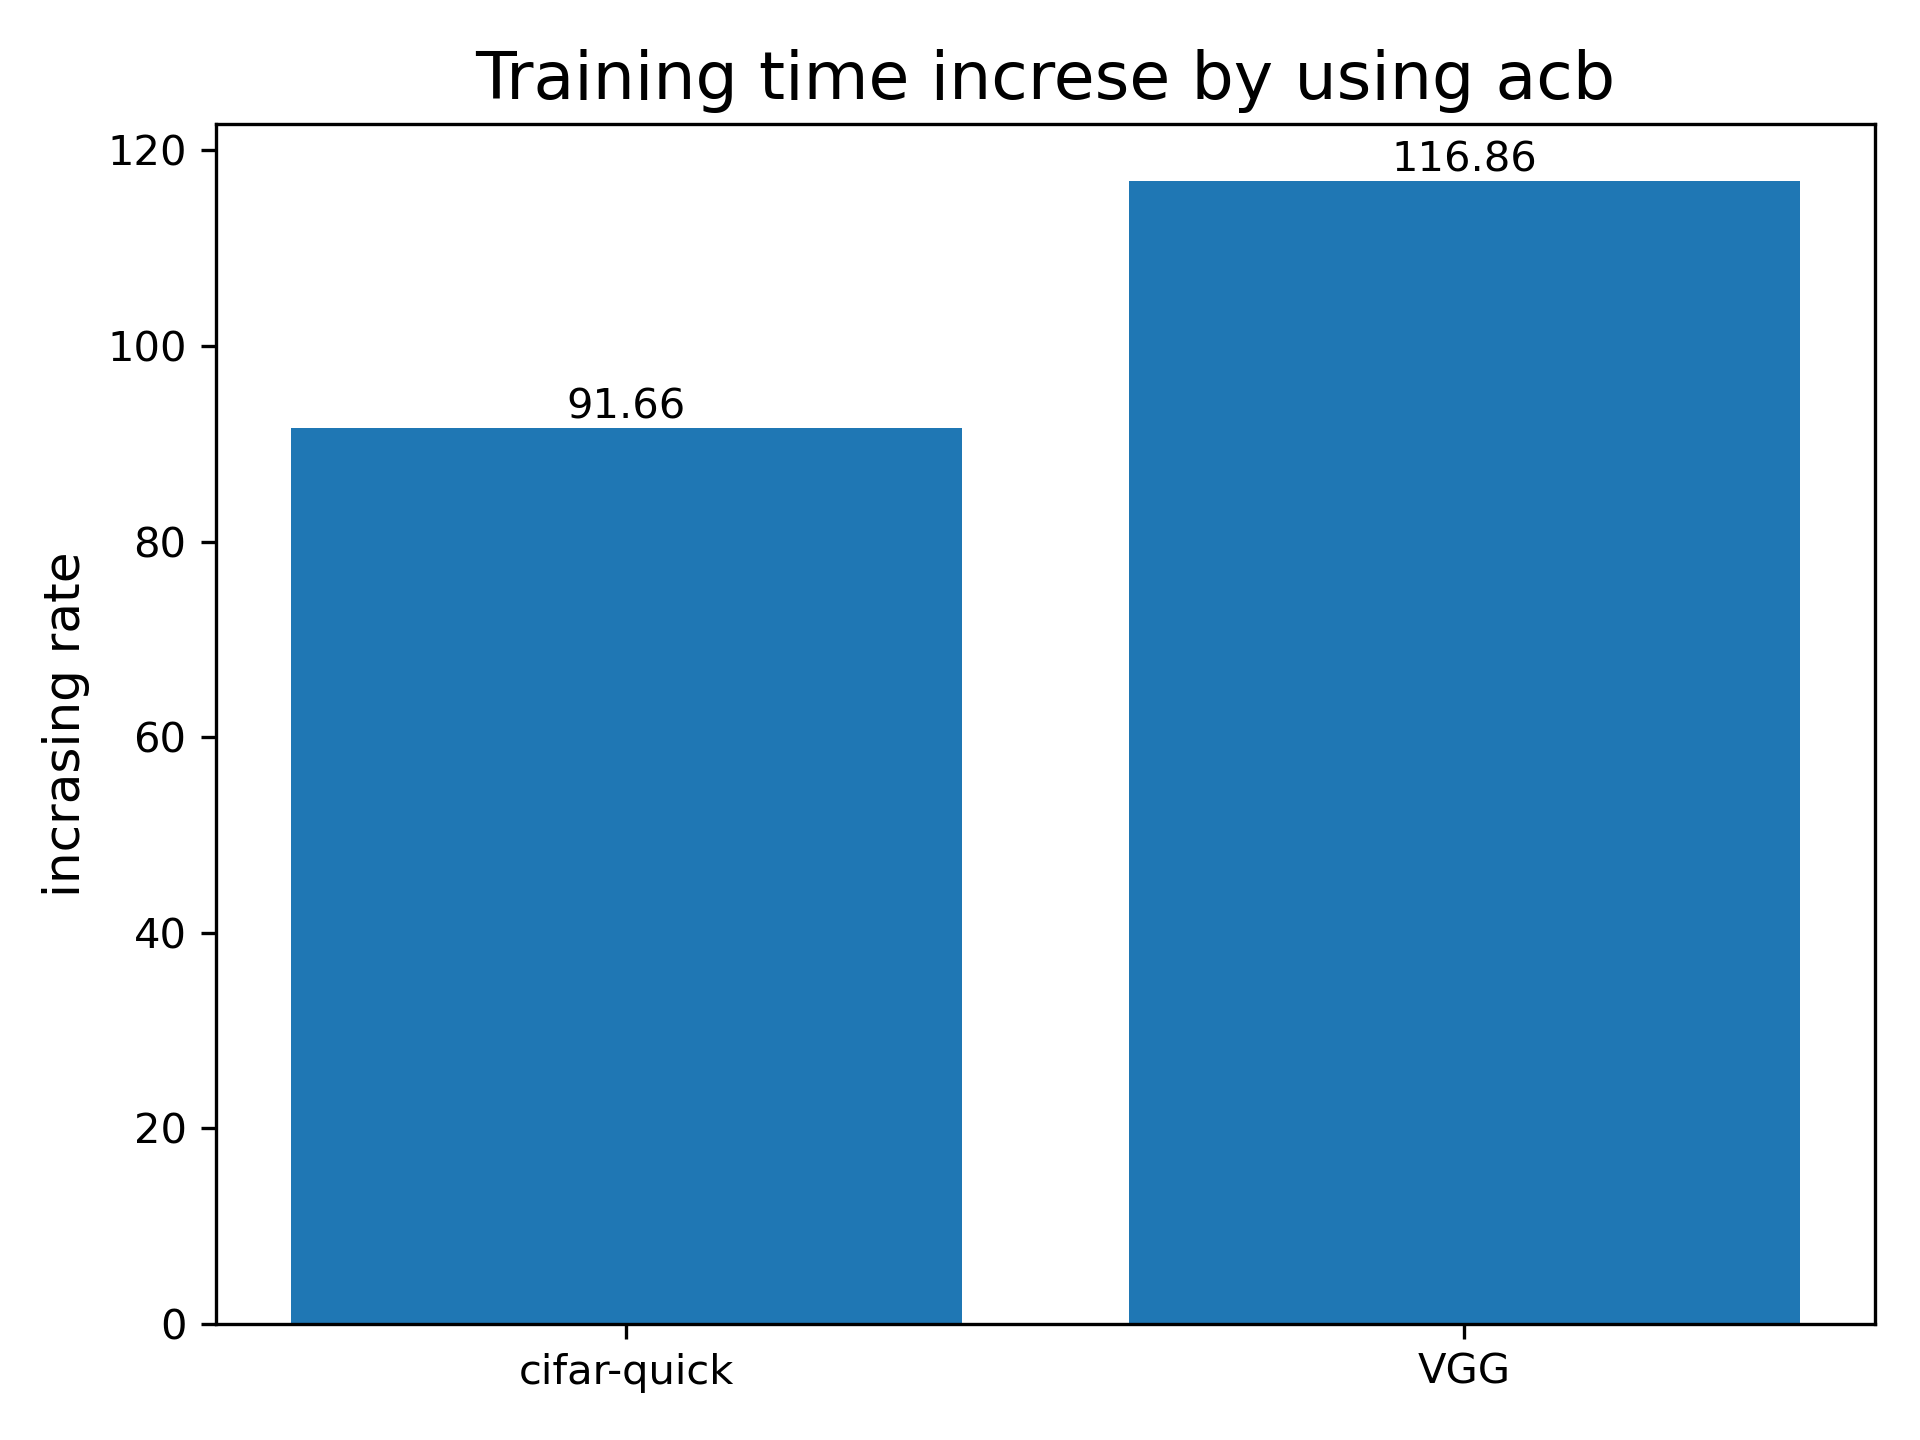 Training time increse by using acb
120
116.86
100
91.66
80
60
40
20
0
incrasing rate
cifar-quick
VGG